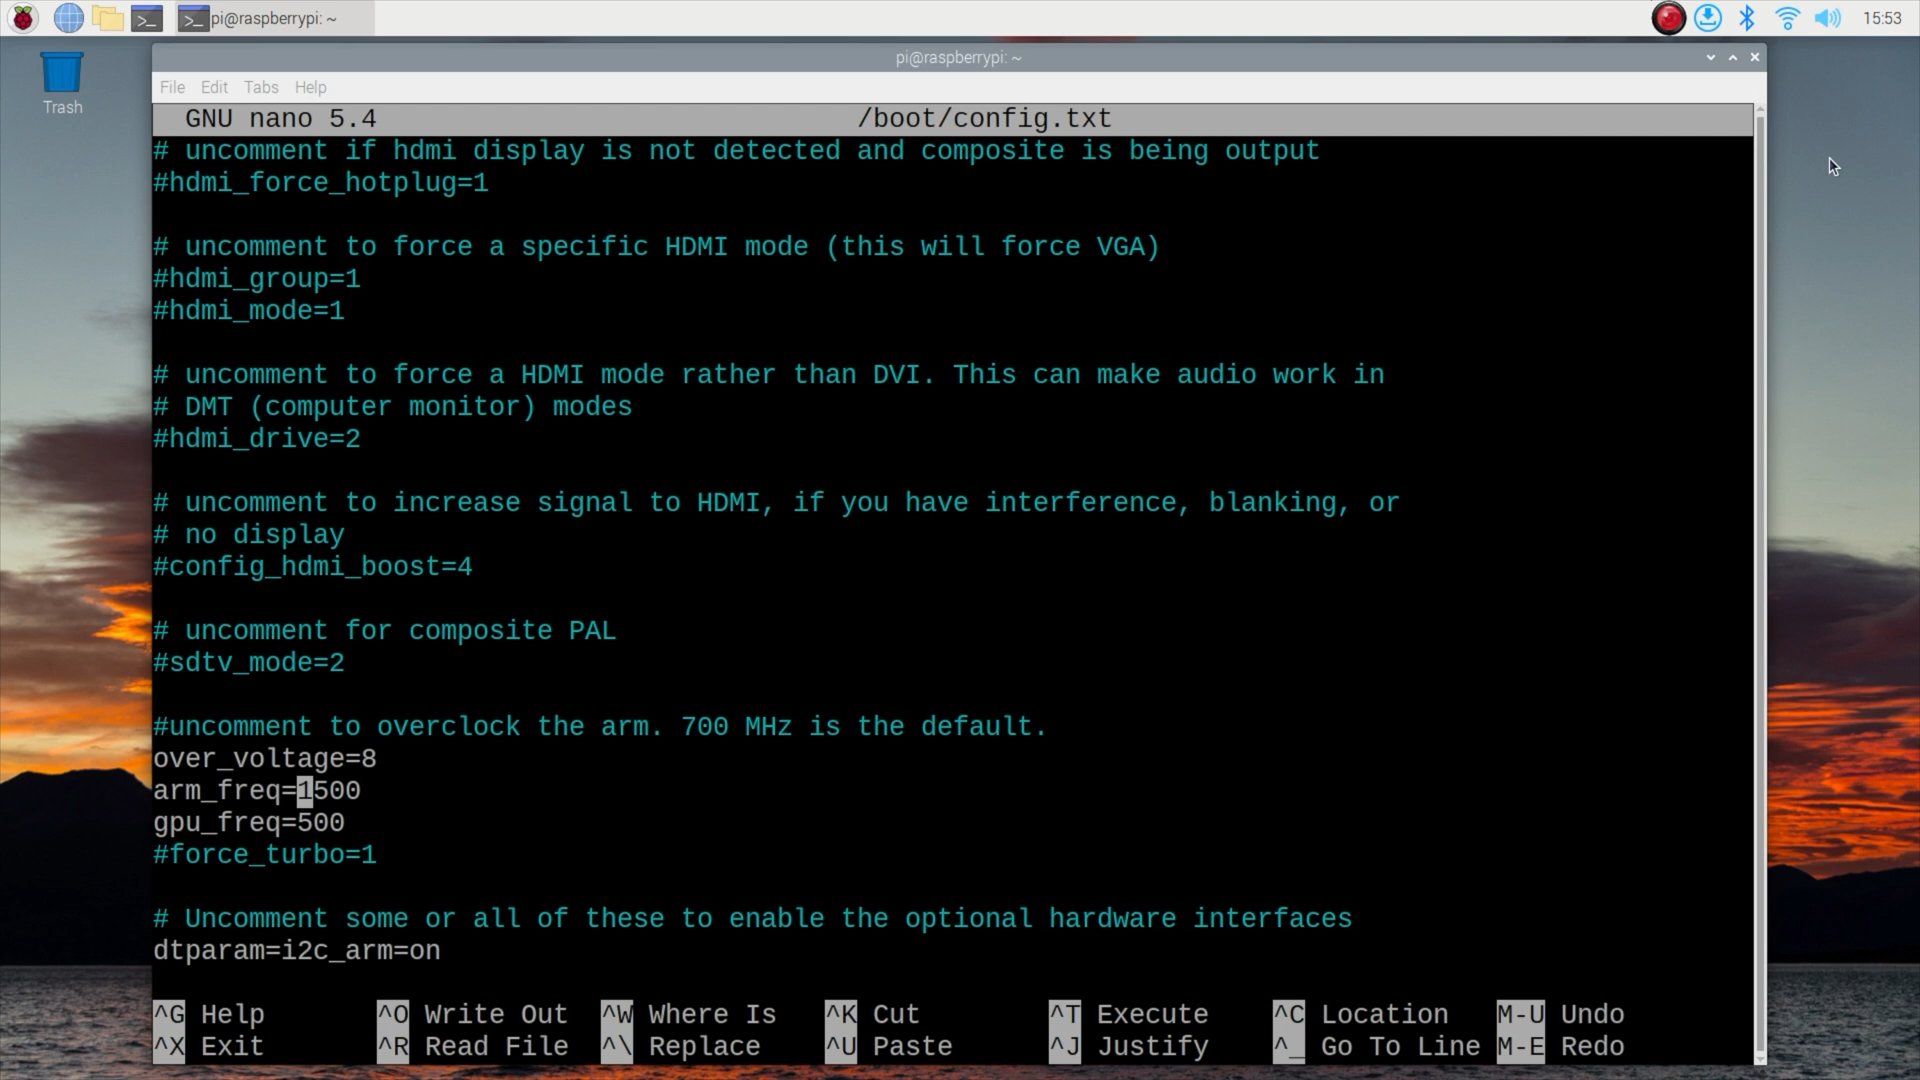 pi@raspberrypi: ~
15:53
Trash
pi@raspberrypi: ~
File Edit Tabs Help
GNU nano 5.4 /boot/config.txt
# uncomment if hdmi display is not detected and composite is being output
#hdmi_force_hotplug=1
# uncomment to force a specific HDMI mode (this will force VGA)
#hdmi_group=1
#hdmi_mode=1
# uncomment to force a HDMI mode rather than DVI. This can make audio work in
# DMT (computer monitor) modes
#hdmi_drive=2
# uncomment to increase signal to HDMI, if you have interference, blanking, or
# no display
#config_hdmi_boost=4
# uncomment for composite PAL
#sdtv_mode=2
#uncomment to overclock the arm. 700 MHz is the default.
over_voltage=8
arm_freq=1500
gpu_freq=500
#force_turbo=1
# Uncomment some or all of these to enable the optional hardware interfaces
dtparam=i2c_arm=on
^G Help ^O Write Out ^W Where Is ^K Cut ^T Execute ^C Location M-U Undo
^X Exit ^R Read File ^\ Replace ^U Paste ^J Justify ^_ Go To Line M-E Redo